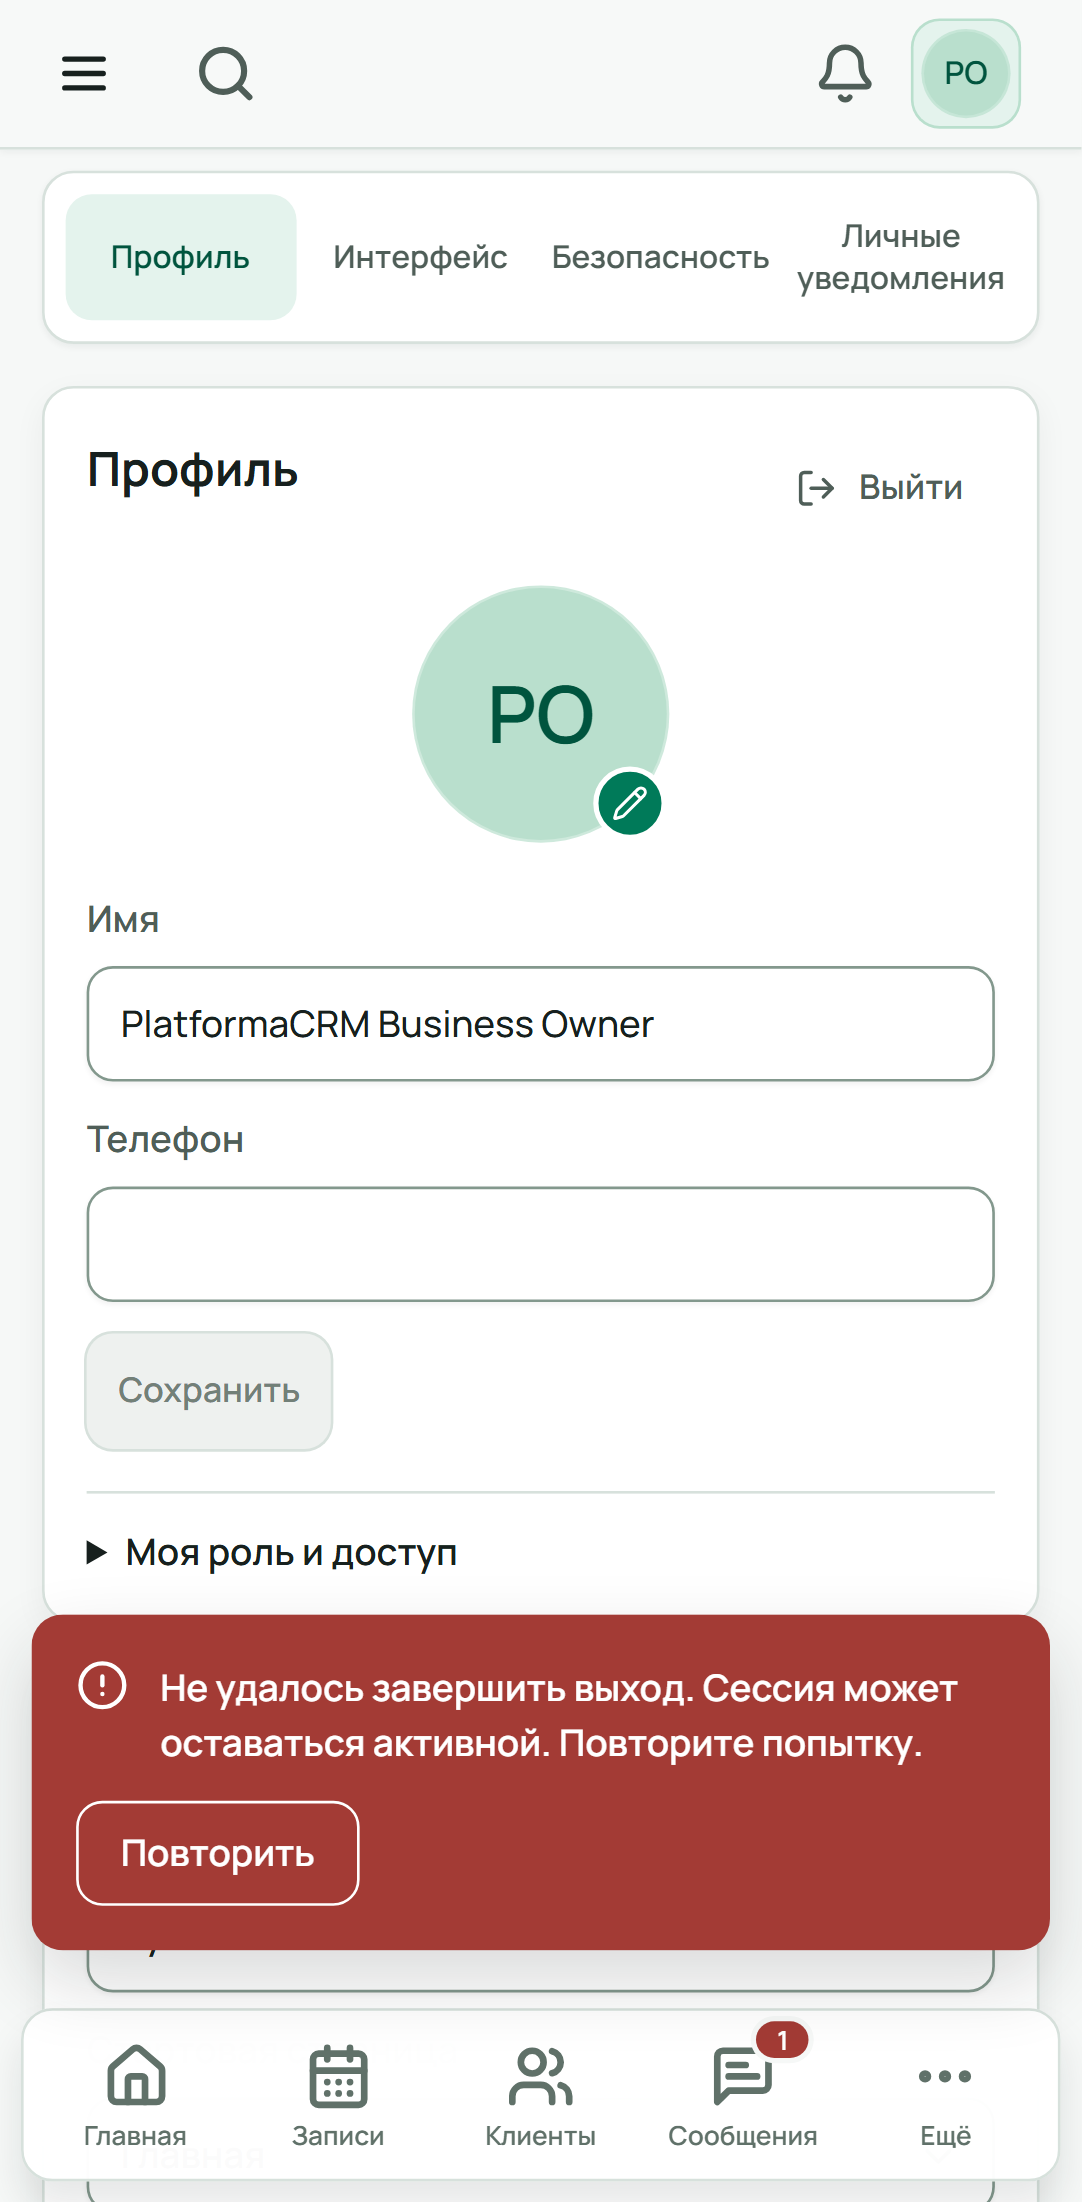 PO
Профиль
Интерфейс
Безопасность
Личные
уведомления
Профиль
Выйти
PO
Имя
PlatformaCRM Business Owner
Телефон
Сохранить
Моя роль и доступ
Не удалось завершить выход. Сессия может
оставаться активной. Повторите попытку.
Повторить
1
Главная
Записи
Клиенты
Сообщения
Ещё
Главная